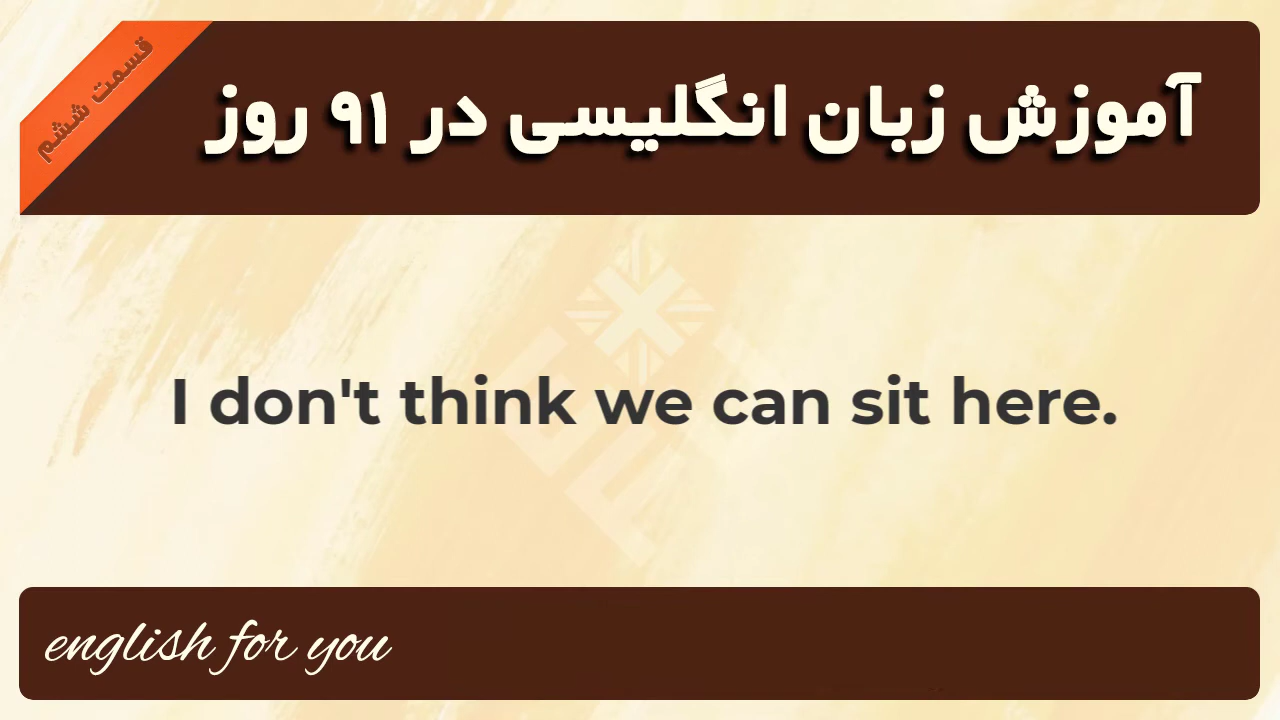 قسمت ششم
آموزش زبان انگلیسی در ۹۱ روز
I don't think we can sit here.
english for you